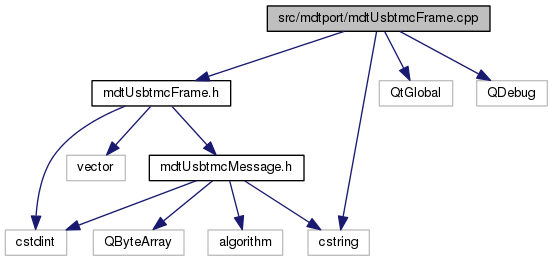 src/mdtport/mdtUsbtmcFrame.cpp
mdtUsbtmcFrame.h
QtGlobal
QDebug
vector
mdtUsbtmcMessage.h
cstdint
QByteArray
algorithm
cstring